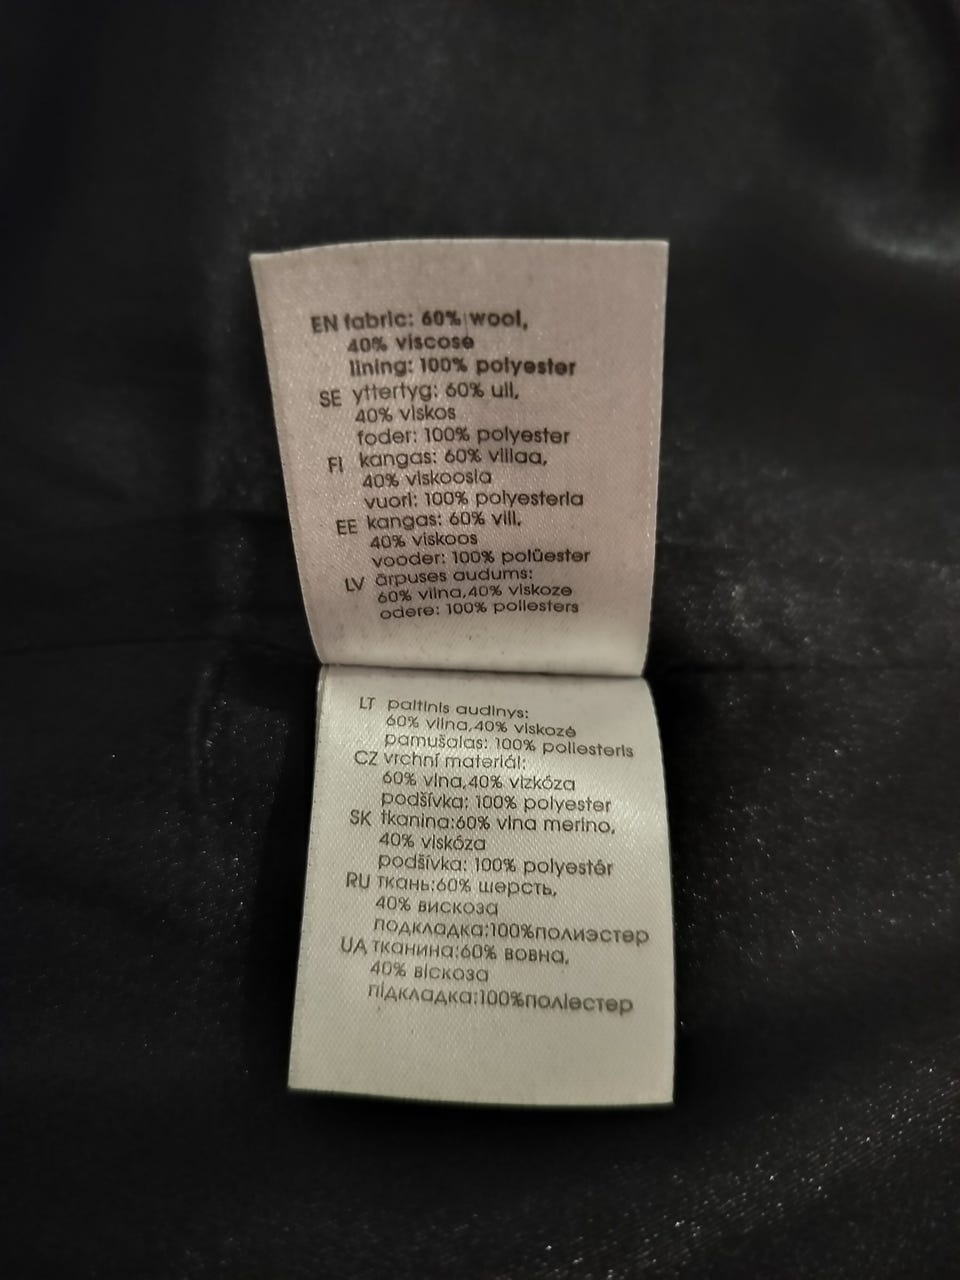 EN fabric: 60% wool,
40% viscose
lining: 100% polyester
SE yttertyg: 60% ull,
40% viskos
foder: 100% polyester
FI kangas: 60% villaa,
40% viskoosia
vuori: 100% polyesteria
EE kangas: 60% vill,
40% viskoos
vooder: 100% polüester
LV ārpuses audums:
60% vilna,40% viskoze
odere: 100% poliesters
LT paltinis audinys:
60% vilna,40% viskozė
pamušalas: 100% poliesteris
CZ vrchní materiál:
60% vlna,40% vizkóza
podšívka: 100% polyester
SK tkanina:60% vlna merino,
40% viskóza
podšívka: 100% polyestér
RU ткань:60% шерсть,
40% вискоза
подкладка:100%полиэстер
UA тканина:60% вовна,
40% віскоза
підкладка:100%поліестер